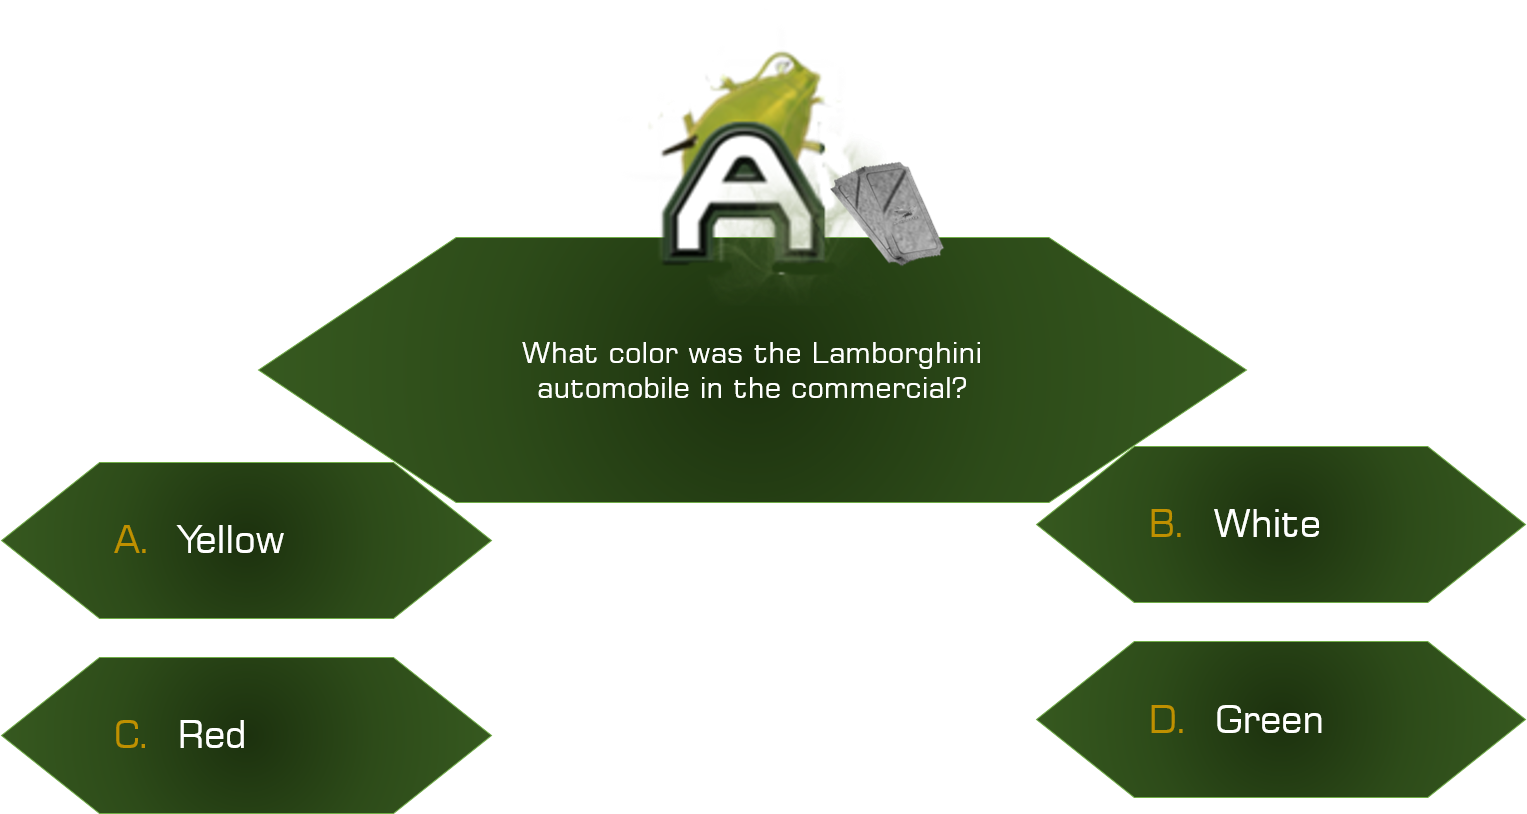 A
What color was the Lamborghini
automobile in the commercial?
A. Yellow
B. White
C. Red
D. Green